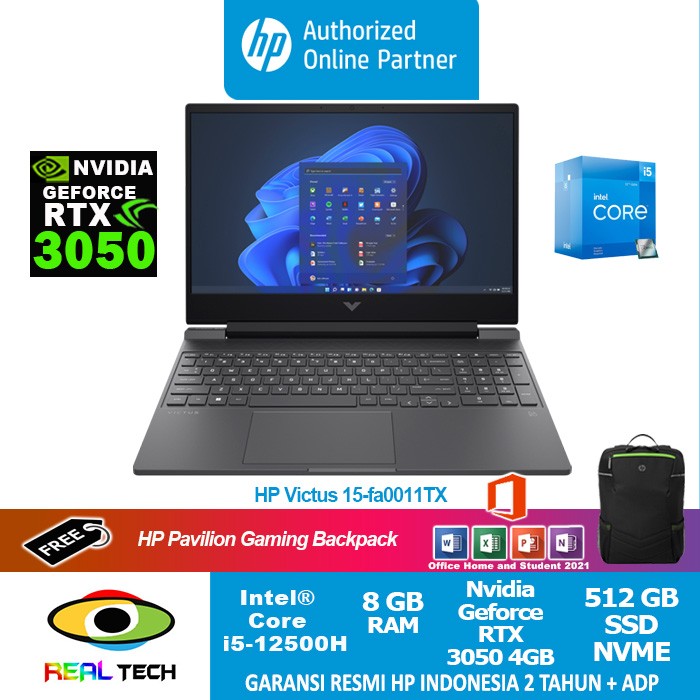 hp
Authorized
Online Partner
NVIDIA
GEFORCE
RTX
3050
i5
intel
CORE
VICTUS
HP Victus 15-fa0011TX
FREE
HP Pavilion Gaming Backpack
W X P N
Office Home and Student 2021
REAL TECH
Intel®
Core
i5-12500H
8 GB
RAM
Nvidia
Geforce
RTX
3050 4GB
512 GB
SSD
NVME
GARANSI RESMI HP INDONESIA 2 TAHUN + ADP